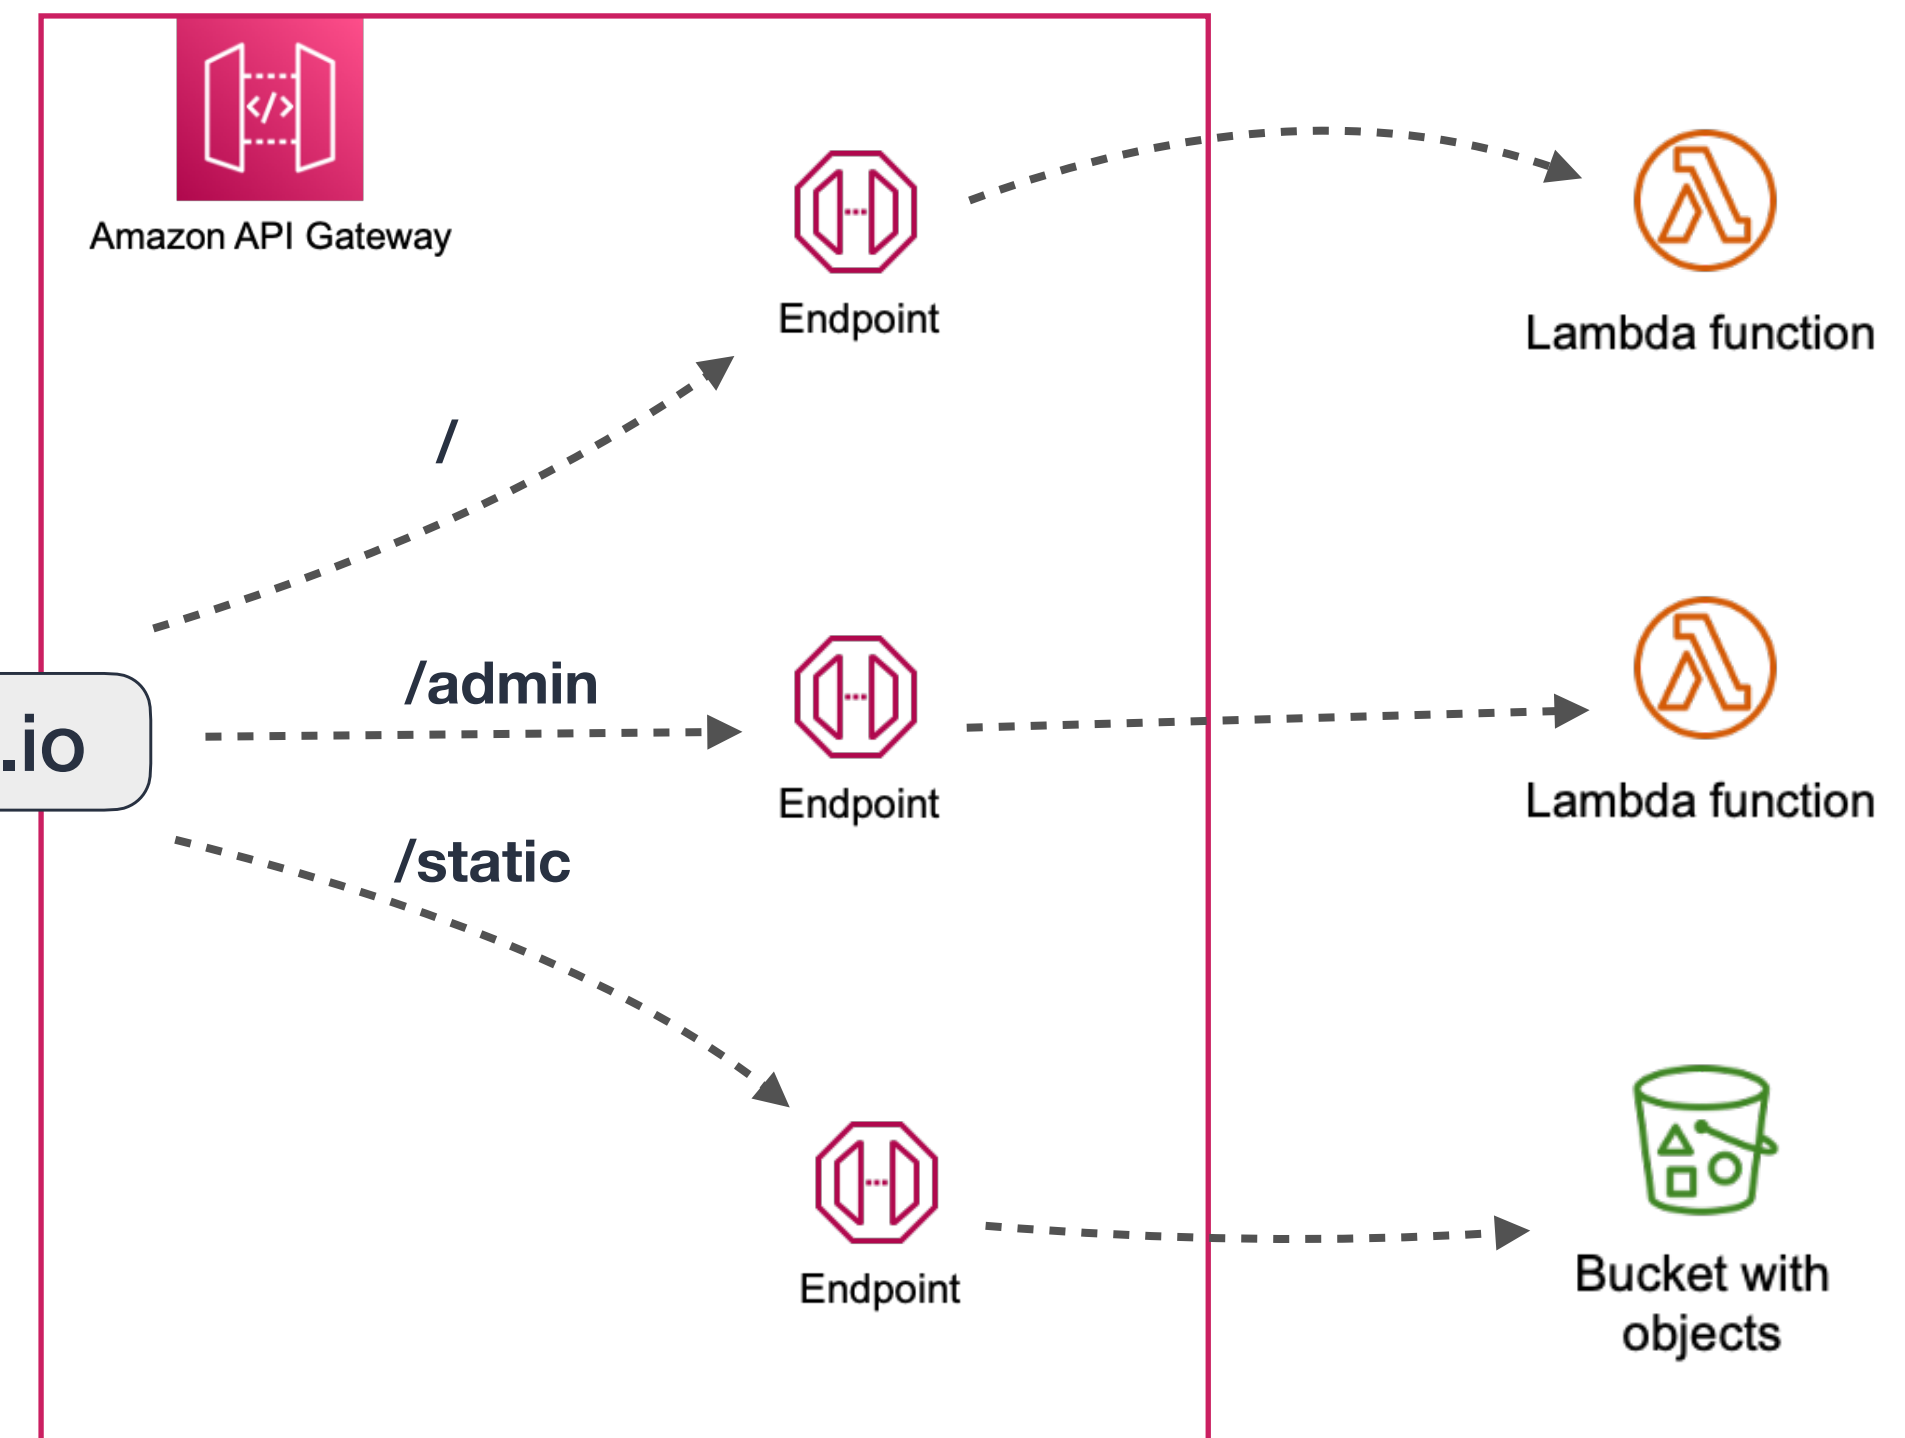 Amazon API Gateway
Endpoint
Lambda function
/
/admin
.io
Endpoint
Lambda function
/static
Endpoint
Bucket with
objects